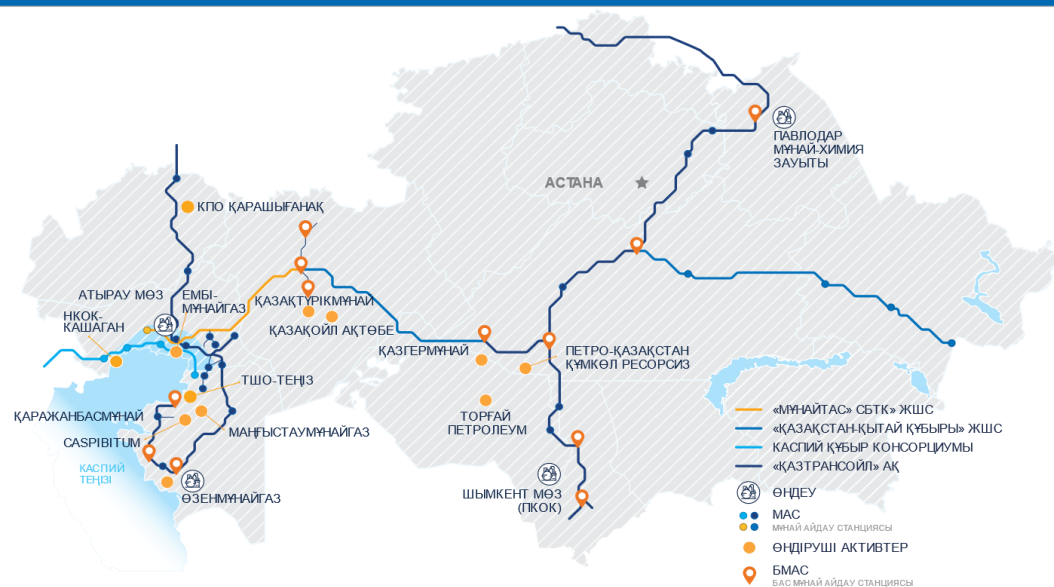 ПАВЛОДАР
МҰНАЙ-ХИМИЯ
ЗАУЫТЫ
АСТАНА
КПО ҚАРАШЫҒАНАҚ
АТЫРАУ МӨЗ
ЕМБІ-
МҰНАЙГАЗ
ҚАЗАҚТҮРІКМҰНАЙ
НКОК-
КАШАГАН
ҚАЗАҚОЙЛ АҚТӨБЕ
ҚАЗГЕРМҰНАЙ
ПЕТРО-ҚАЗАҚСТАН
ҚҰМКӨЛ РЕСОРСИЗ
ТШО-ТЕҢІЗ
ҚАРАЖАНБАСМҰНАЙ
МАҢҒЫСТАУМҰНАЙГАЗ
ТОРҒАЙ
ПЕТРОЛЕУМ
CASPIBITUM
КАСПИЙ
ТЕҢІЗІ
ӨЗЕНМҰНАЙГАЗ
ШЫМКЕНТ МӨЗ
(ПКОК)
«МҰНАЙТАС» СБТК» ЖШС
«ҚАЗАҚСТАН-ҚЫТАЙ ҚҰБЫРЫ» ЖШС
КАСПИЙ ҚҰБЫР КОНСОРЦИУМЫ
«ҚАЗТРАНСОЙЛ» АҚ
ӨҢДЕУ
МАС
МҰНАЙ АЙДАУ СТАНЦИЯСЫ
ӨНДІРУШІ АКТИВТЕР
БМАС
БАС МҰНАЙ АЙДАУ СТАНЦИЯСЫ